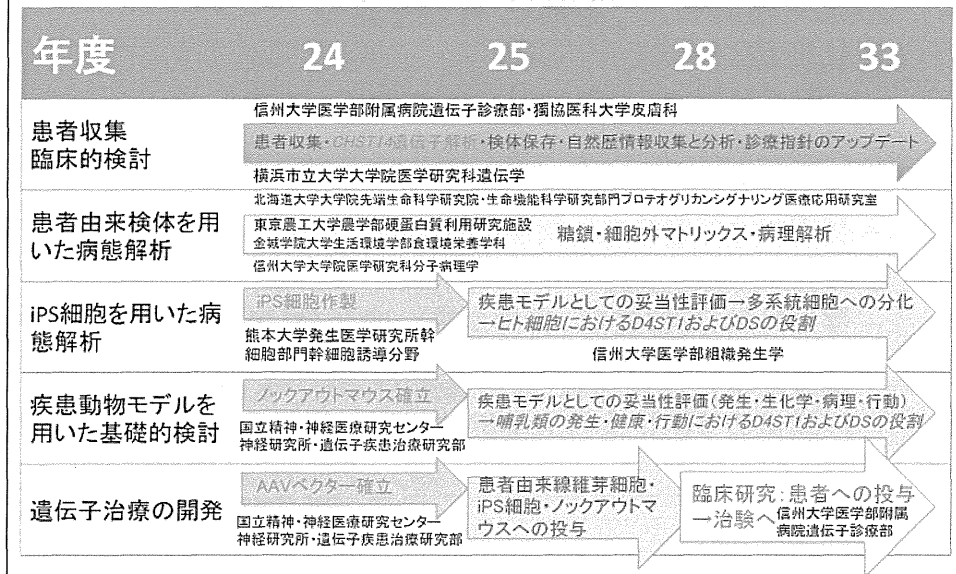 年度 24 25 28 33
患者収集
臨床的検討
信州大学医学部附属病院遺伝子診療部・獨協医科大学皮膚科
患者収集・CHST14遺伝子解析・検体保存・自然歴情報収集と分析・診療指針のアップデート
横浜市立大学大学院医学研究科遺伝学
患者由来検体を用
いた病態解析
北海道大学大学院先端生命科学研究院・生命機能科学研究部門プロテオグリカンシグナリング医療応用研究室
東京農工大学農学部硬蛋白質利用研究施設
金城学院大学生活環境学部食環境栄養学科
糖鎖・細胞外マトリックス・病理解析
信州大学大学院医学研究科分子病理学
iPS細胞を用いた病
態解析
iPS細胞作製
熊本大学発生医学研究所幹
細胞部門幹細胞誘導分野
疾患モデルとしての妥当性評価→多系統細胞への分化
→ヒト細胞におけるD4ST1およびDSの役割
信州大学医学部組織発生学
疾患動物モデルを
用いた基礎的検討
ノックアウトマウス確立
国立精神・神経医療研究センター
神経研究所・遺伝子疾患治療研究部
疾患モデルとしての妥当性評価(発生・生化学・病理・行動)
→哺乳類の発生・健康・行動におけるD4ST1およびDSの役割
遺伝子治療の開発
AAVベクター確立
国立精神・神経医療研究センター
神経研究所・遺伝子疾患治療研究部
患者由来線維芽細胞・
iPS細胞・ノックアウトマ
ウスへの投与
臨床研究：患者への投与
→治験へ
信州大学医学部附属
病院遺伝子診療部